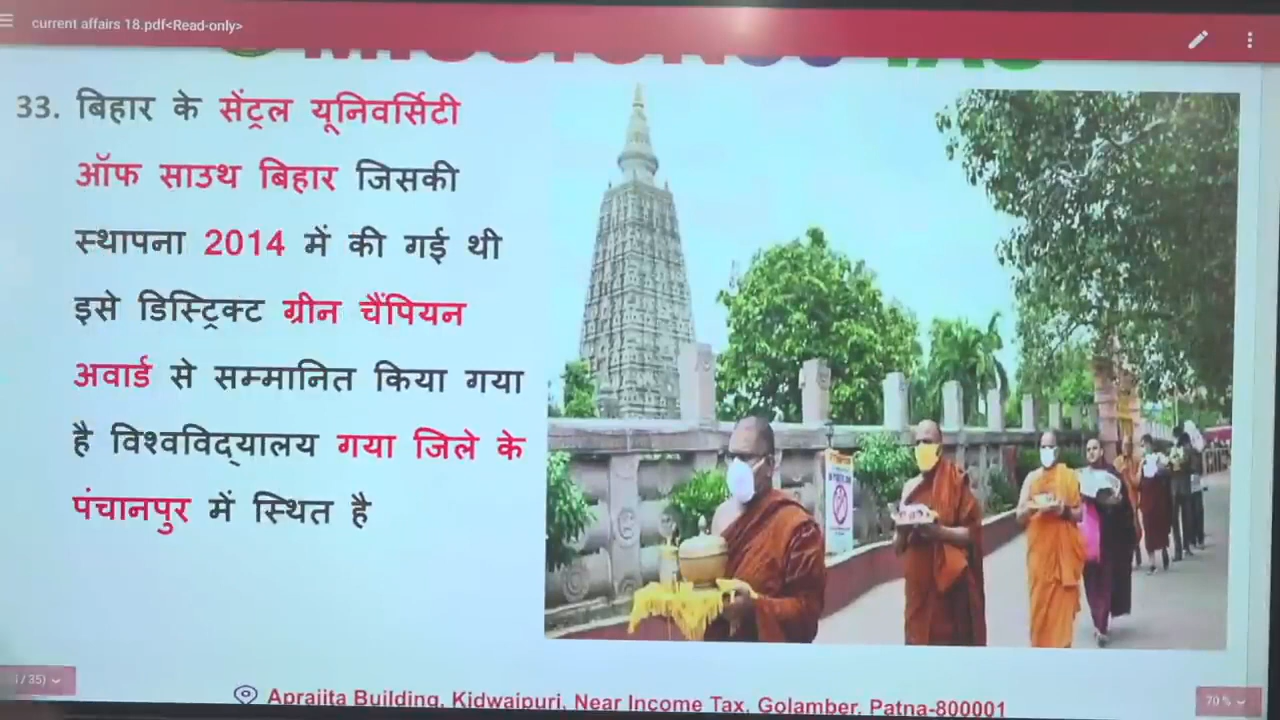 current affairs 18.pdf<Read-only>
33. बिहार के सेंट्रल यूनिवर्सिटी
ऑफ साउथ बिहार जिसकी
स्थापना 2014 में की गई थी
इसे डिस्ट्रिक्ट ग्रीन चैंपियन
अवार्ड से सम्मानित किया गया
है विश्वविद्यालय गया जिले के
पंचानपुर में स्थित है
/35)
70 %
Aprajita Building, Kidwaipuri, Near Income Tax, Golamber, Patna-800001